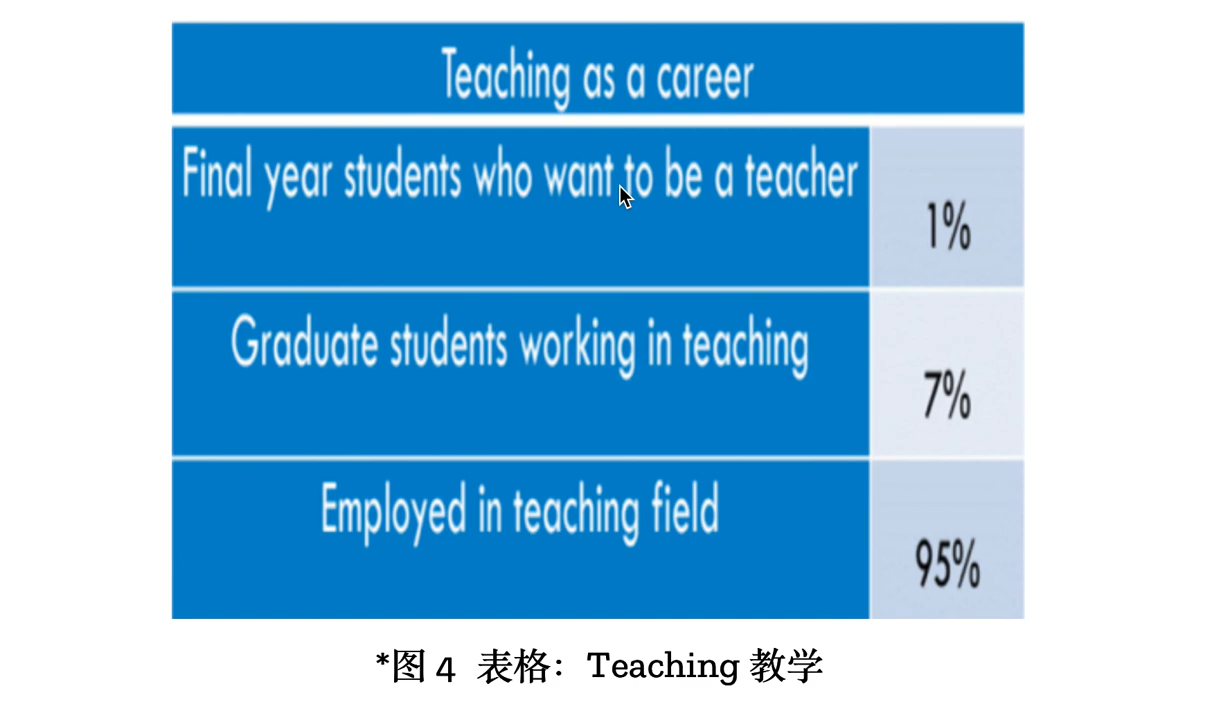 Teaching as a career
Final year students who want to be a teacher
1%
Graduate students working in teaching
7%
Employed in teaching field
95%
*图 4 表格：Teaching 教学